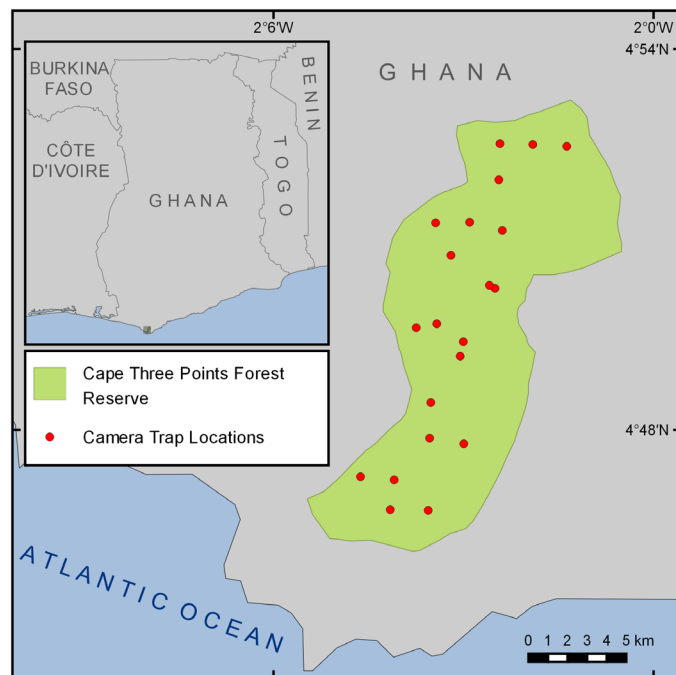 2°6'W
2°0'W
4°54'N
GHANA
BURKINA
FASO
BENIN
CÔTE
D'IVOIRE
TOGO
GHANA
Cape Three Points Forest
Reserve
Camera Trap Locations
4°48'N
ATLANTIC OCEAN
0 1 2 3 4 5 km